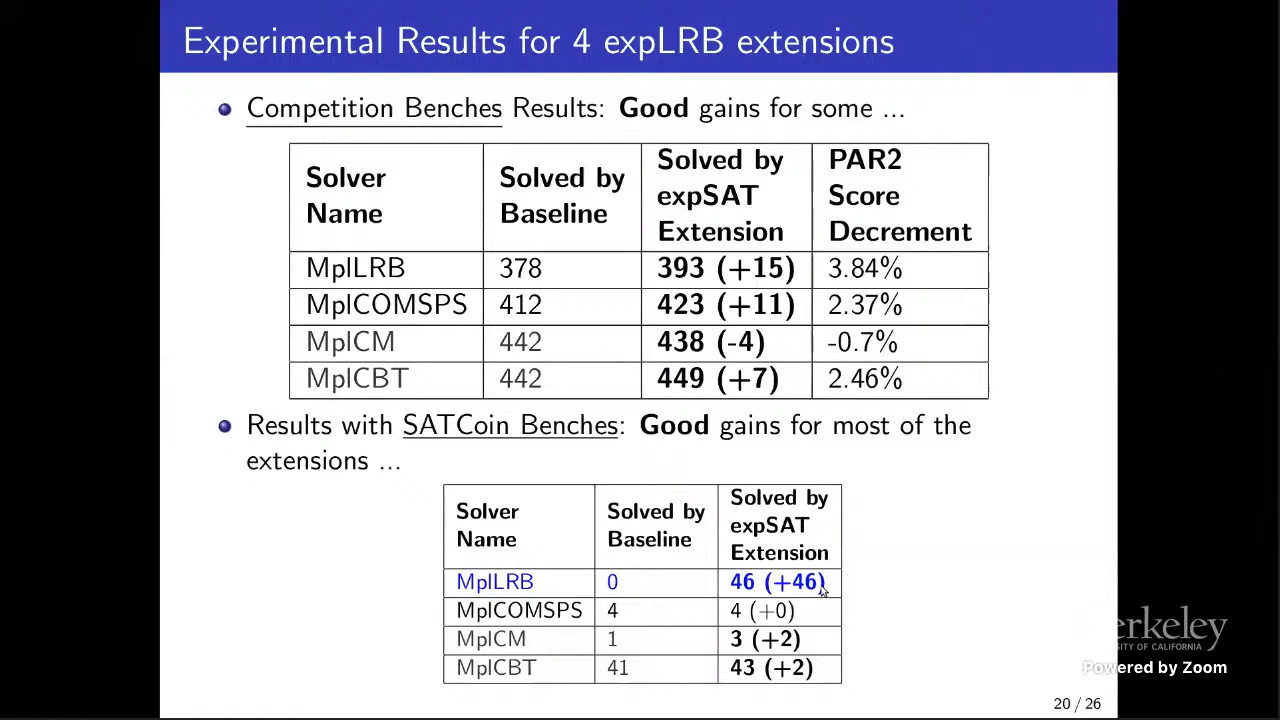 Experimental Results for 4 expLRB extensions
Competition Benches Results: Good gains for some ...
Solver Name | Solved by Baseline | Solved by expSAT Extension | PAR2 Score Decrement
MplLRB | 378 | 393 (+15) | 3.84%
MplCOMSPS | 412 | 423 (+11) | 2.37%
MplCM | 442 | 438 (-4) | -0.7%
MplCBT | 442 | 449 (+7) | 2.46%
Results with SATCoin Benches: Good gains for most of the
extensions ...
Solver Name | Solved by Baseline | Solved by expSAT Extension
MplLRB | 0 | 46 (+46)
MplCOMSPS | 4 | 4 (+0)
MplCM | 1 | 3 (+2)
MplCBT | 41 | 43 (+2)
erkeley
OF CALIFORNIA
Powered by Zoom
20 / 26